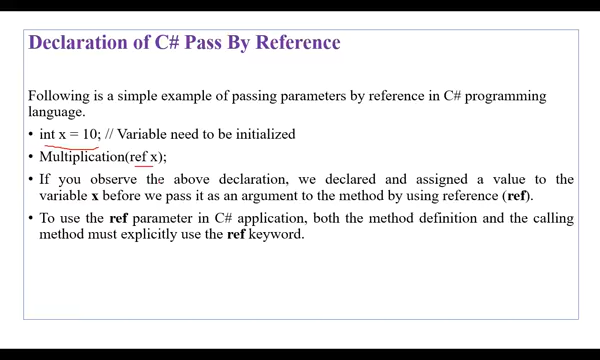 Declaration of C# Pass By Reference
Following is a simple example of passing parameters by reference in C# programming
language.
• int x = 10; // Variable need to be initialized
• Multiplication(ref x);
• If you observe the above declaration, we declared and assigned a value to the
variable x before we pass it as an argument to the method by using reference (ref).
• To use the ref parameter in C# application, both the method definition and the calling
method must explicitly use the ref keyword.